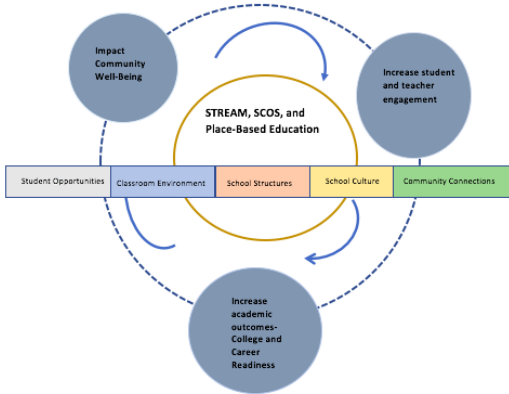 Impact
Community
Well-Being
Increase student
and teacher
engagement
STREAM, SCOS, and
Place-Based Education
Student Opportunities
Classroom Environment
School Structures
School Culture
Community Connections
Increase
academic
outcomes-
College and
Career
Readiness